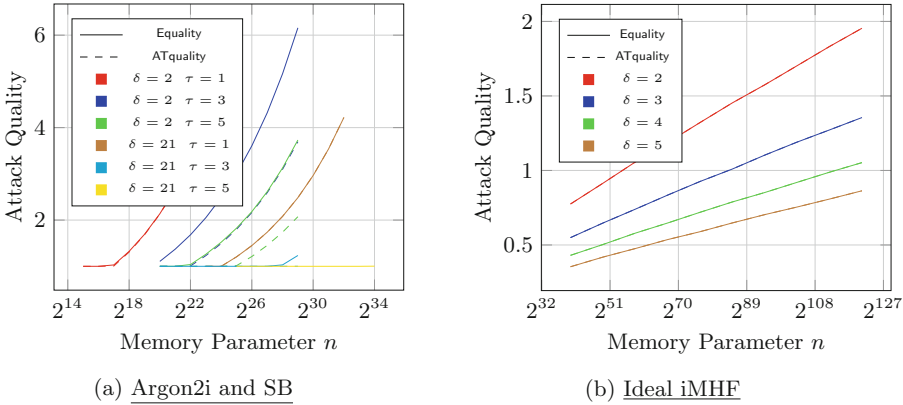 Attack Quality
6
4
2
Equality
ATquality
δ = 2 τ = 1
δ = 2 τ = 3
δ = 2 τ = 5
δ = 21 τ = 1
δ = 21 τ = 3
δ = 21 τ = 5
2^14 2^18 2^22 2^26 2^30 2^34
Memory Parameter n
(a) Argon2i and SB
Attack Quality
2
1.5
1
0.5
Equality
ATquality
δ = 2
δ = 3
δ = 4
δ = 5
2^32 2^51 2^70 2^89 2^108 2^127
Memory Parameter n
(b) Ideal iMHF